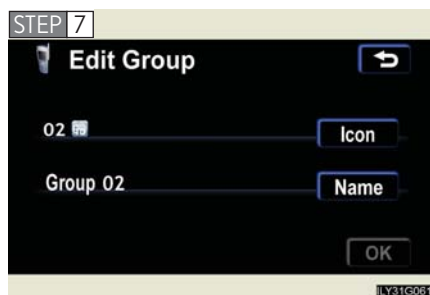 STEP 7
Edit Group
02
Icon
Group 02
Name
OK
ILY31G061